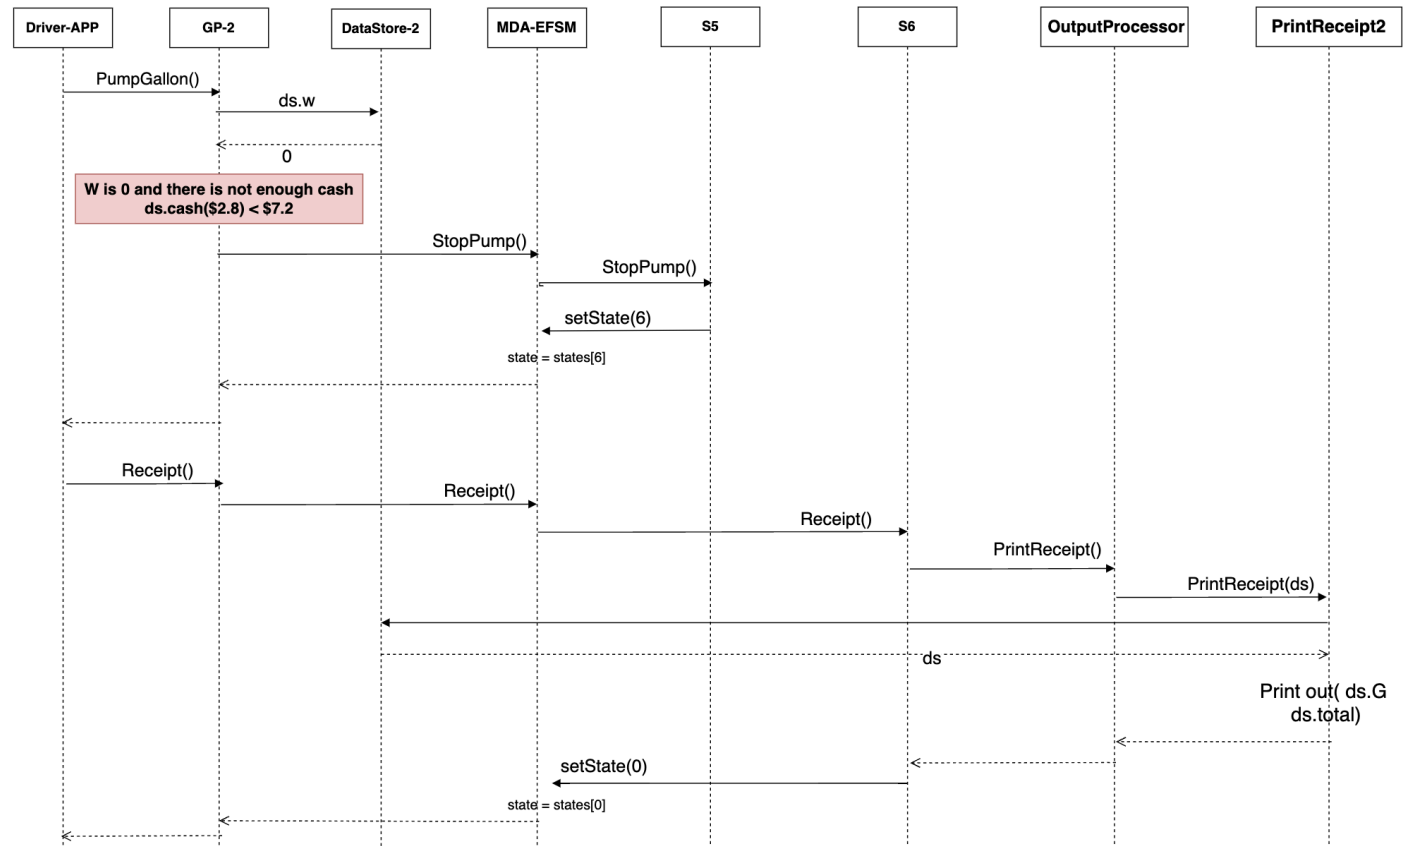 Driver-APP
GP-2
DataStore-2
MDA-EFSM
S5
S6
OutputProcessor
PrintReceipt2
PumpGallon()
ds.w
0
W is 0 and there is not enough cash
ds.cash($2.8) < $7.2
StopPump()
StopPump()
setState(6)
state = states[6]
Receipt()
Receipt()
Receipt()
PrintReceipt()
PrintReceipt(ds)
ds
Print out( ds.G
ds.total)
setState(0)
state = states[0]